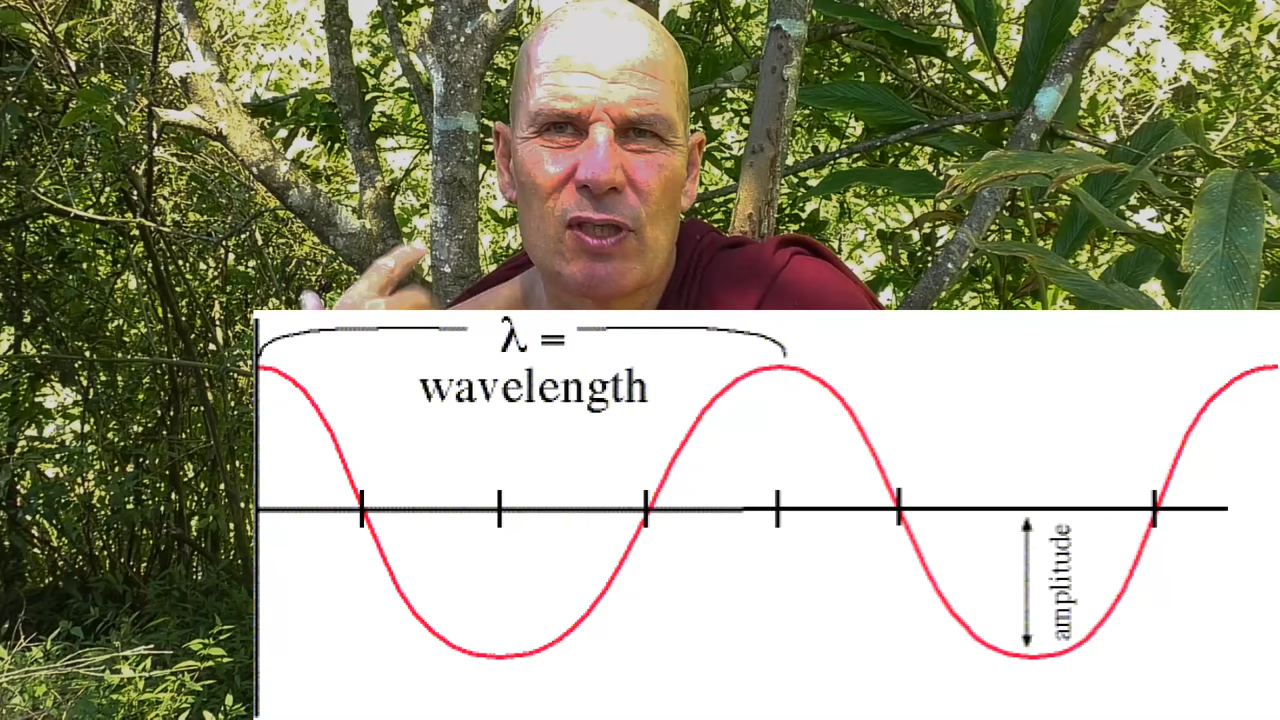 λ =
wavelength
amplitude